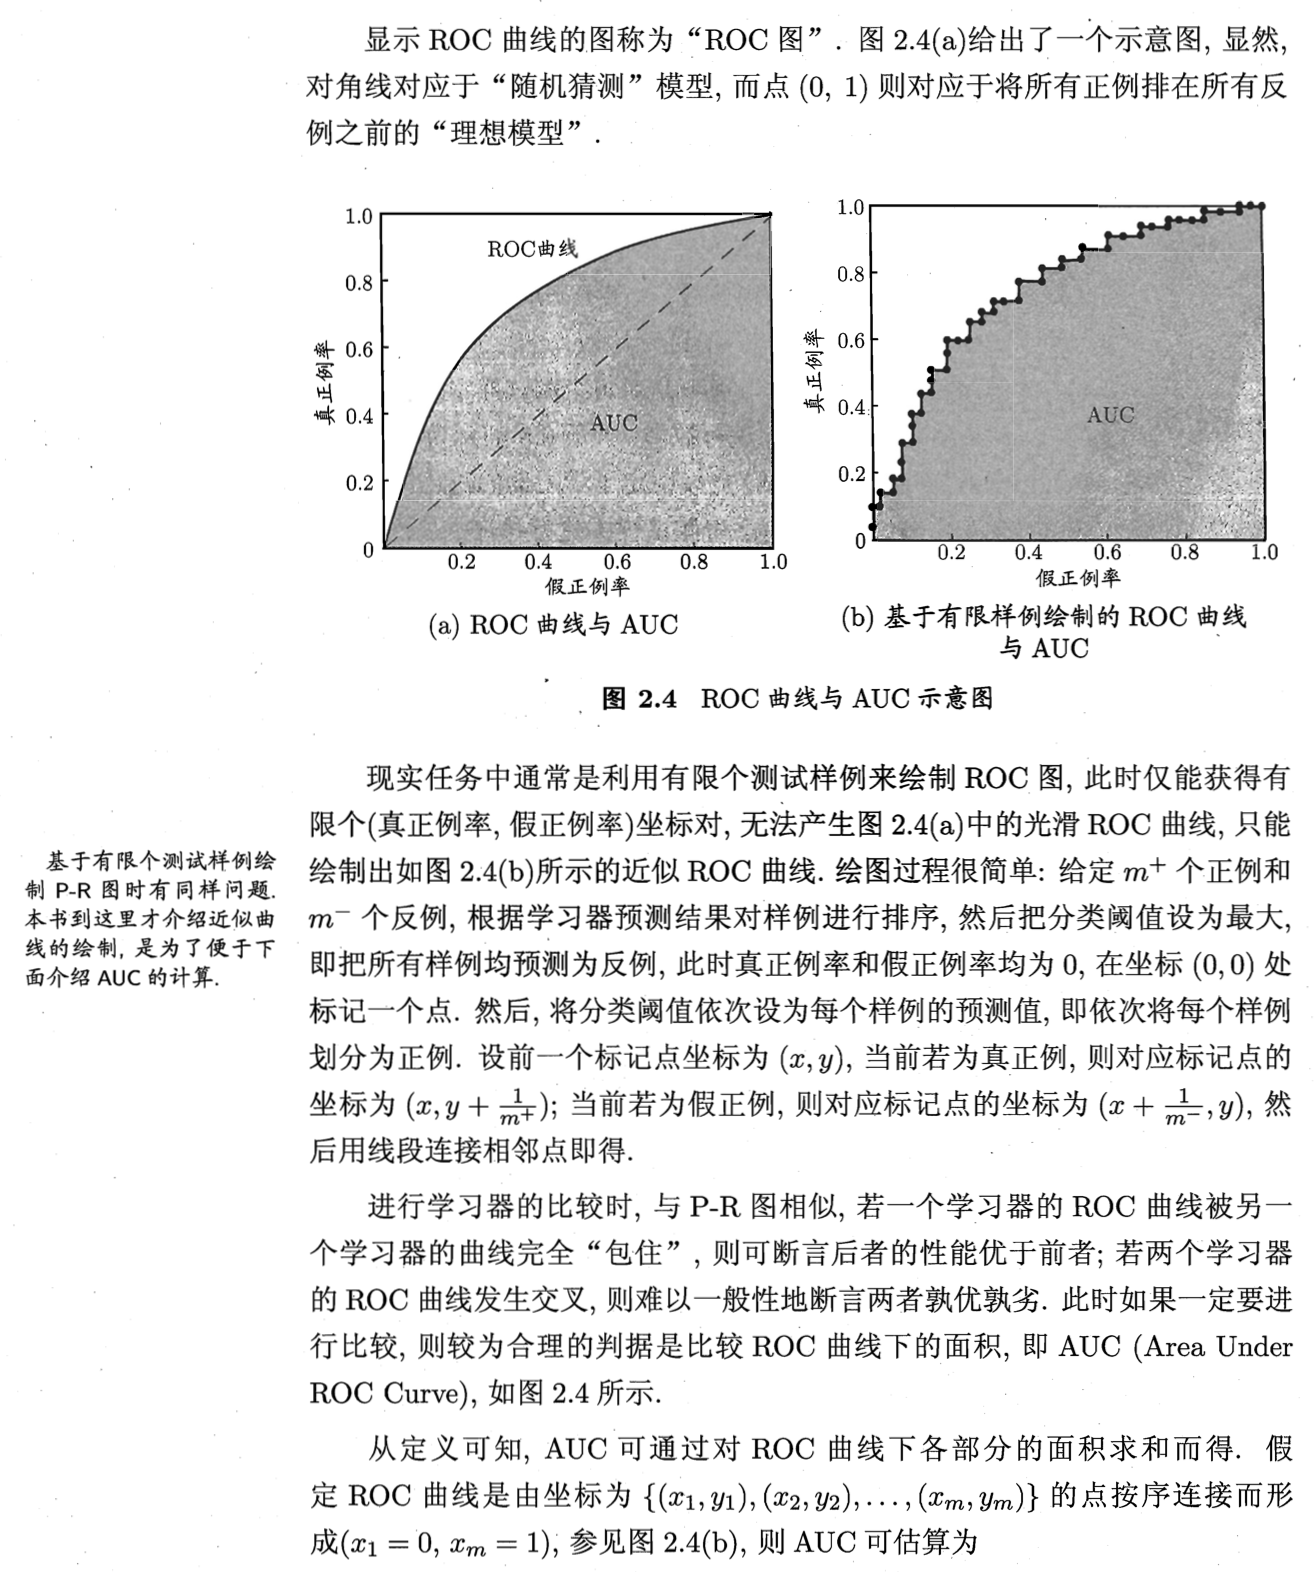 显示 ROC 曲线的图称为“ROC 图”. 图 2.4(a)给出了一个示意图, 显然,
对角线对应于“随机猜测”模型, 而点 (0, 1) 则对应于将所有正例排在所有反
例之前的“理想模型”.
1.0
0.8
0.6
0.4
0.2
0
真正例率
ROC曲线
AUC
0.2 0.4 0.6 0.8 1.0
假正例率
(a) ROC 曲线与 AUC
1.0
0.8
0.6
0.4
0.2
0
真正例率
AUC
0.2 0.4 0.6 0.8 1.0
假正例率
(b) 基于有限样例绘制的 ROC 曲线
与 AUC
图 2.4 ROC 曲线与 AUC 示意图
现实任务中通常是利用有限个测试样例来绘制 ROC 图, 此时仅能获得有
限个(真正例率, 假正例率)坐标对, 无法产生图 2.4(a)中的光滑 ROC 曲线, 只能
绘制出如图 2.4(b)所示的近似 ROC 曲线. 绘图过程很简单: 给定 m⁺ 个正例和
m⁻ 个反例, 根据学习器预测结果对样例进行排序, 然后把分类阈值设为最大,
即把所有样例均预测为反例, 此时真正例率和假正例率均为 0, 在坐标 (0,0) 处
标记一个点. 然后, 将分类阈值依次设为每个样例的预测值, 即依次将每个样例
划分为正例. 设前一个标记点坐标为 (x,y), 当前若为真正例, 则对应标记点的
坐标为 (x, y + 1/m⁺); 当前若为假正例, 则对应标记点的坐标为 (x + 1/m⁻, y), 然
后用线段连接相邻点即得.
基于有限个测试样例绘
制 P-R 图时有同样问题.
本书到这里才介绍近似曲
线的绘制, 是为了便于下
面介绍 AUC 的计算.
进行学习器的比较时, 与 P-R 图相似, 若一个学习器的 ROC 曲线被另一
个学习器的曲线完全“包住”, 则可断言后者的性能优于前者; 若两个学习器
的 ROC 曲线发生交叉, 则难以一般性地断言两者孰优孰劣. 此时如果一定要进
行比较, 则较为合理的判据是比较 ROC 曲线下的面积, 即 AUC (Area Under
ROC Curve), 如图 2.4 所示.
从定义可知, AUC 可通过对 ROC 曲线下各部分的面积求和而得. 假
定 ROC 曲线是由坐标为 {(x₁,y₁),(x₂,y₂),...,(xₘ,yₘ)} 的点按序连接而形
成(x₁ = 0, xₘ = 1), 参见图 2.4(b), 则 AUC 可估算为